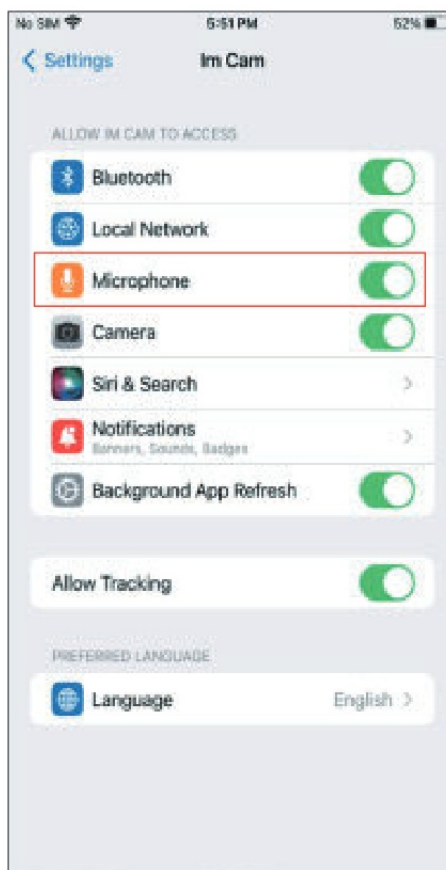 No SIM 5:51 PM 52%
Settings Im Cam
ALLOW IM CAM TO ACCESS
Bluetooth
Local Network
Microphone
Camera
Siri & Search
Notifications
Banners, Sounds, Badges
Background App Refresh
Allow Tracking
PREFERRED LANGUAGE
Language English